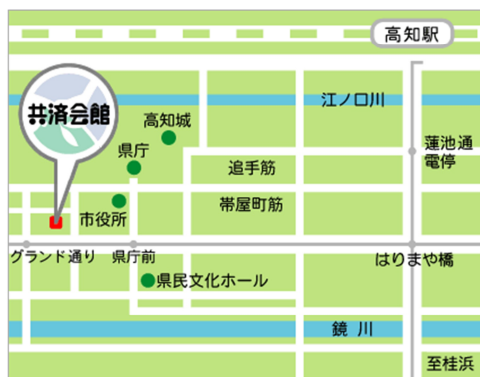 高知駅
江ノ口川
共済会館
高知城
蓮池通
電停
県庁
追手筋
帯屋町筋
市役所
グランド通り
県庁前
はりまや橋
県民文化ホール
鏡川
至桂浜